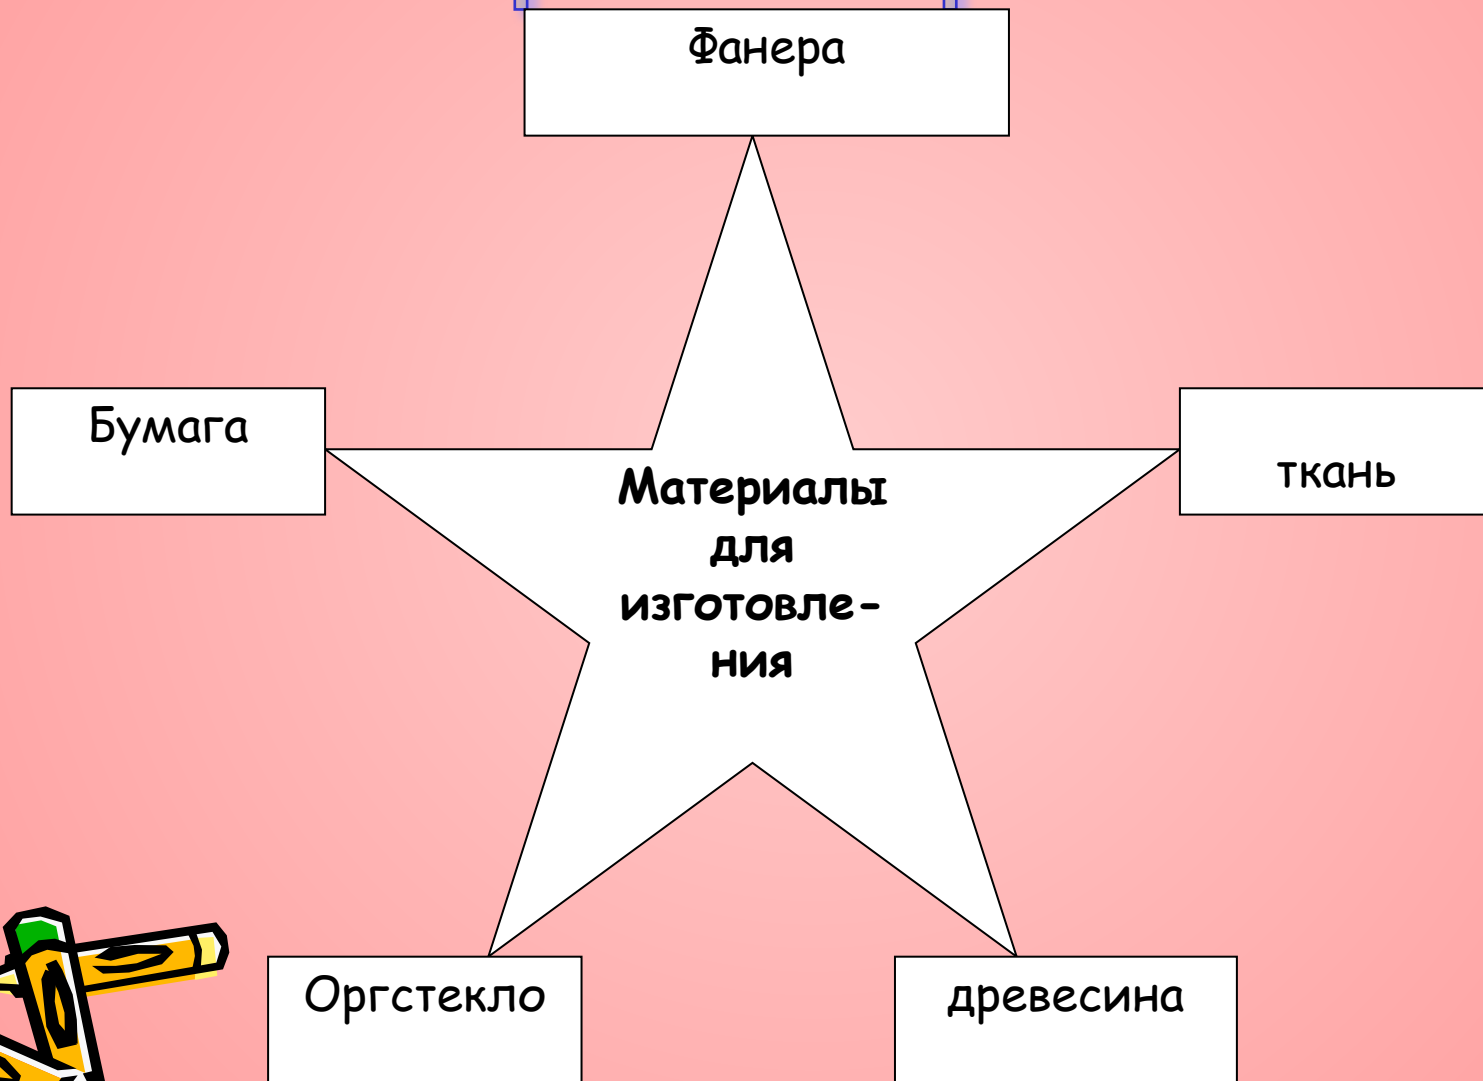 Фанера
Бумага
ткань
Материалы
для
изготовле-
ния
Оргстекло
древесина